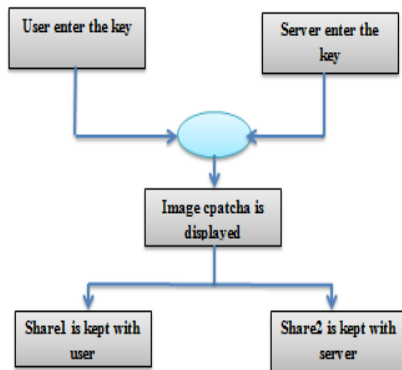 User enter the key
Server enter the
key
Image cpatcha is
displayed
Share1 is kept with
user
Share2 is kept with
server